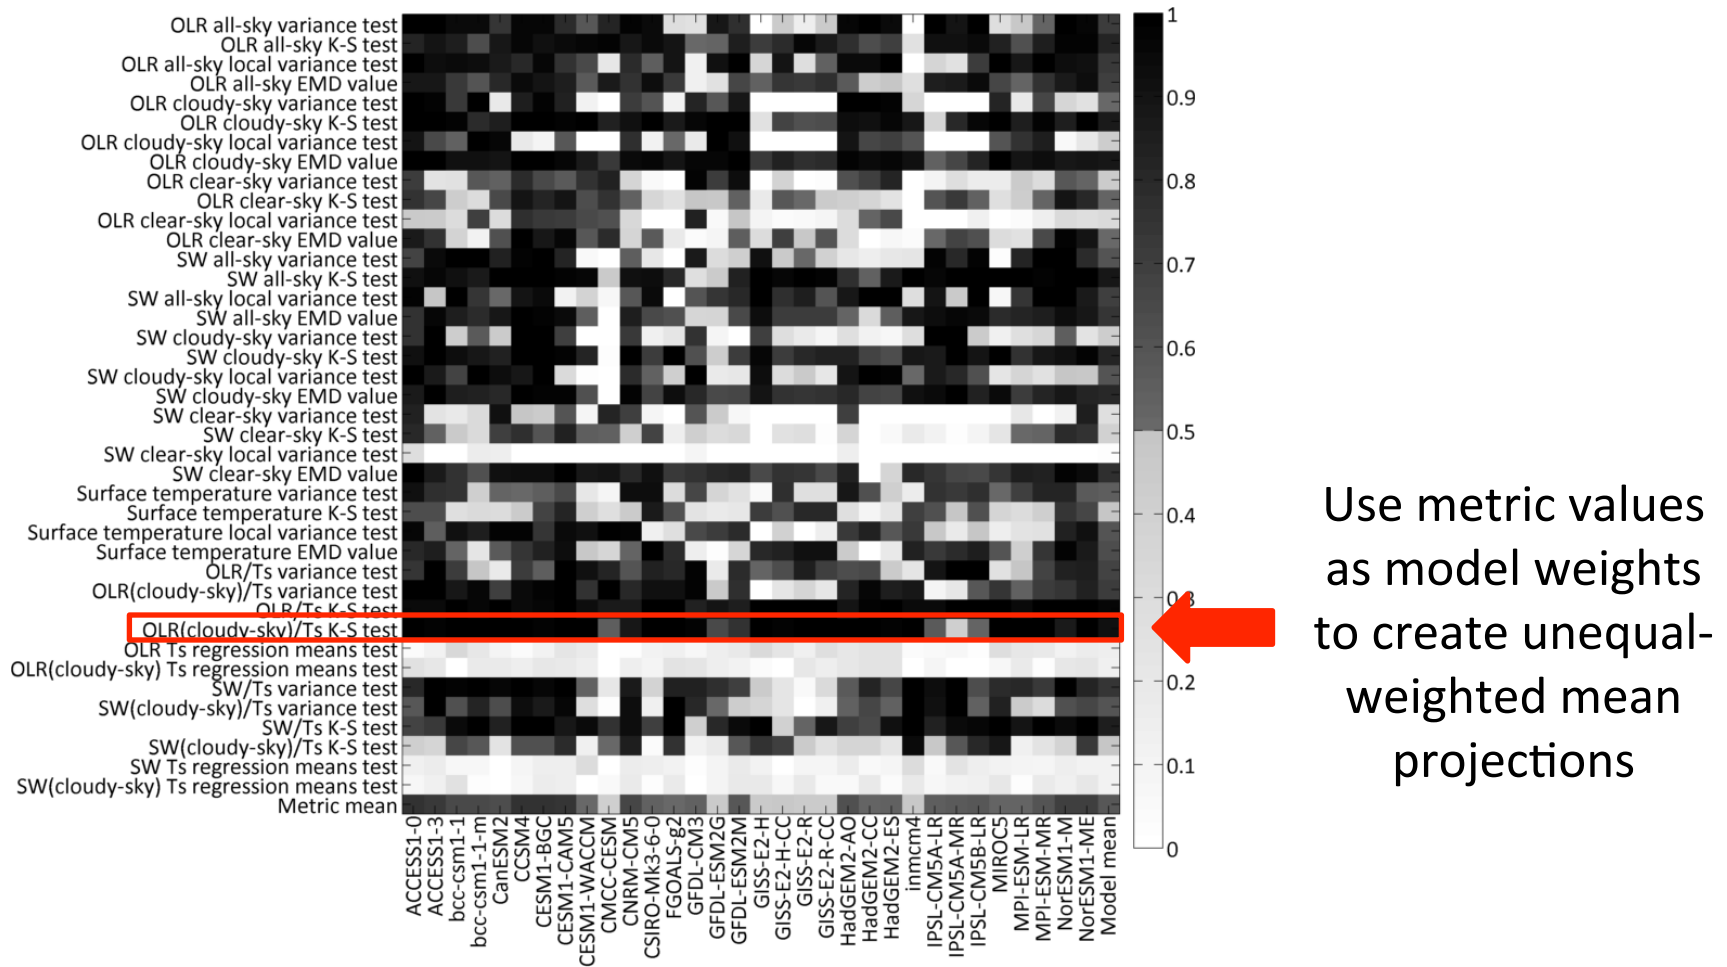 OLR all-sky variance test
OLR all-sky K-S test
OLR all-sky local variance test
OLR all-sky EMD value
OLR cloudy-sky variance test
OLR cloudy-sky K-S test
OLR cloudy-sky local variance test
OLR cloudy-sky EMD value
OLR clear-sky variance test
OLR clear-sky K-S test
OLR clear-sky local variance test
OLR clear-sky EMD value
SW all-sky variance test
SW all-sky K-S test
SW all-sky local variance test
SW all-sky EMD value
SW cloudy-sky variance test
SW cloudy-sky K-S test
SW cloudy-sky local variance test
SW cloudy-sky EMD value
SW clear-sky variance test
SW clear-sky K-S test
SW clear-sky local variance test
SW clear-sky EMD value
Surface temperature variance test
Surface temperature K-S test
Surface temperature local variance test
Surface temperature EMD value
OLR/Ts variance test
OLR(cloudy-sky)/Ts variance test
OLR/Ts K-S test
OLR(cloudy-sky)/Ts K-S test
OLR Ts regression means test
OLR(cloudy-sky) Ts regression means test
SW/Ts variance test
SW(cloudy-sky)/Ts variance test
SW/Ts K-S test
SW(cloudy-sky)/Ts K-S test
SW Ts regression means test
SW(cloudy-sky) Ts regression means test
Metric mean
ACCESS1-0
ACCESS1-3
bcc-csm1-1
bcc-csm1-1-m
CanESM2
CCSM4
CESM1-BGC
CESM1-CAM5
CESM1-WACCM
CMCC-CESM
CNRM-CM5
CSIRO-Mk3-6-0
FGOALS-g2
GFDL-CM3
GFDL-ESM2G
GFDL-ESM2M
GISS-E2-H
GISS-E2-H-CC
GISS-E2-R
GISS-E2-R-CC
HadGEM2-AO
HadGEM2-CC
HadGEM2-ES
inmcm4
IPSL-CM5A-LR
IPSL-CM5A-MR
IPSL-CM5B-LR
MIROC5
MPI-ESM-LR
MPI-ESM-MR
NorESM1-M
NorESM1-ME
Model mean
1
0.9
0.8
0.7
0.6
0.5
0.4
0.3
0.2
0.1
0
Use metric values
as model weights
to create unequal-
weighted mean
projections